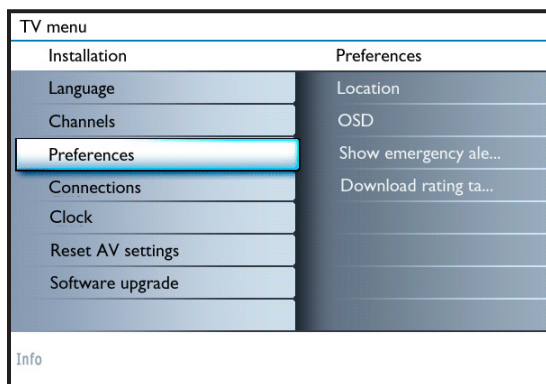 TV menu
Installation
Preferences
Language
Location
Channels
OSD
Preferences
Show emergency ale...
Connections
Download rating ta...
Clock
Reset AV settings
Software upgrade
Info